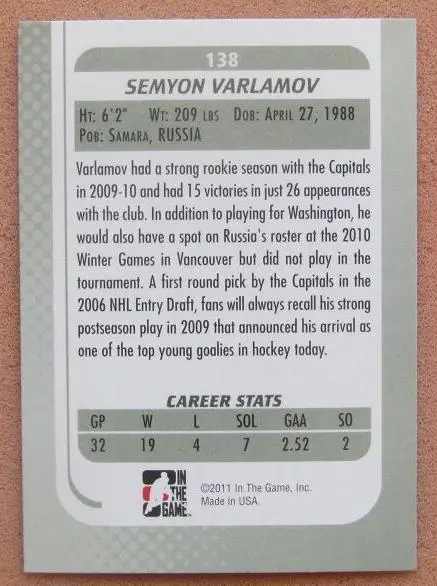 138
SEMYON VARLAMOV
HT: 6'2" WT: 209 LBS DOB: APRIL 27, 1988
POB: SAMARA, RUSSIA
Varlamov had a strong rookie season with the Capitals
in 2009-10 and had 15 victories in just 26 appearances
with the club. In addition to playing for Washington, he
would also have a spot on Russia's roster at the 2010
Winter Games in Vancouver but did not play in the
tournament. A first round pick by the Capitals in the
2006 NHL Entry Draft, fans will always recall his strong
postseason play in 2009 that announced his arrival as
one of the top young goalies in hockey today.
CAREER STATS
GP W L SOL GAA SO
32 19 4 7 2.52 2
IN
THE
GAME
©2011 In The Game, Inc.
Made in USA.